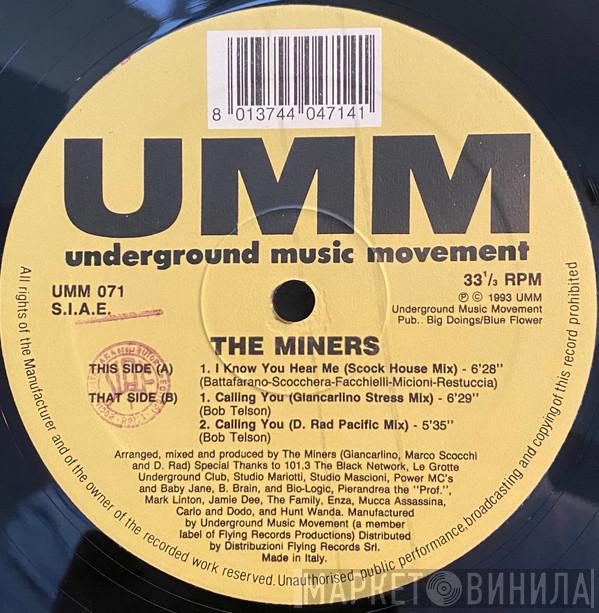 8 013744 047141
UMM
underground music movement
UMM 071
S.I.A.E.
33 1/3 RPM
℗ © 1993 UMM
Underground Music Movement
Pub.. Big Doings/Blue Flower
THE MINERS
THIS SIDE (A) 1. I Know You Hear Me (Scock House Mix) - 6'28''
(Battafarano-Scocchera-Facchielli-Micioni-Restuccia)
THAT SIDE (B) 1. Calling You (Giancarlino Stress Mix) - 6'29''
(Bob Telson)
2. Calling You (D. Rad Pacific Mix) - 5'35''
(Bob Telson)
Arranged, mixed and produced by The Miners (Giancarlino, Marco Scocchi
and D. Rad) Special Thanks to 101.3 The Black Network, Le Grotte
Underground Club, Studio Mariotti, Studio Mascioni, Power MC's
and Baby Jane, B. Brain, and Bio-Logic, Pierandrea the "Prof.",
Mark Linton, Jamie Dee, The Family, Enza, Mucca Assassina,
Carlo and Dodo, and Hunt Wanda. Manufactured
by Underground Music Movement (a member
label of Flying Records Productions) Distributed
by Distribuzioni Flying Records Srl.
Made in Italy.
All rights of the Manufacturer and of the owner of the recorded work reserved. Unauthorised public performance, broadcasting and copying of this record prohibited
МАРКЕТ ВИНИЛА